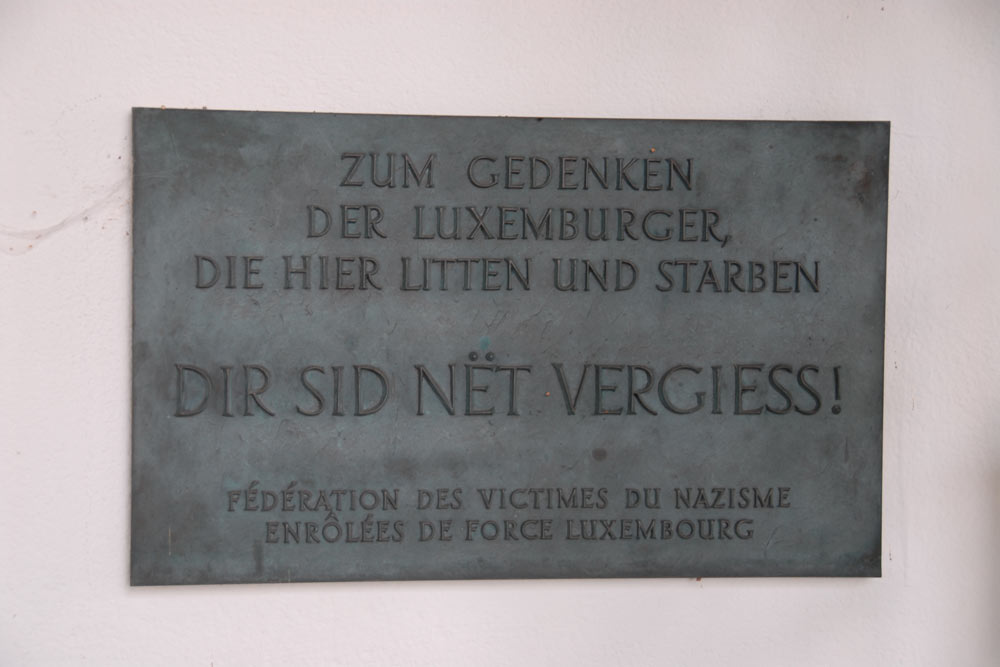 ZUM GEDENKEN
DER LUXEMBURGER,
DIE HIER LITTEN UND STARBEN
DIR SID NËT VERGIESS!
FÉDÉRATION DES VICTIMES DU NAZISME
ENRÔLÉES DE FORCE LUXEMBOURG